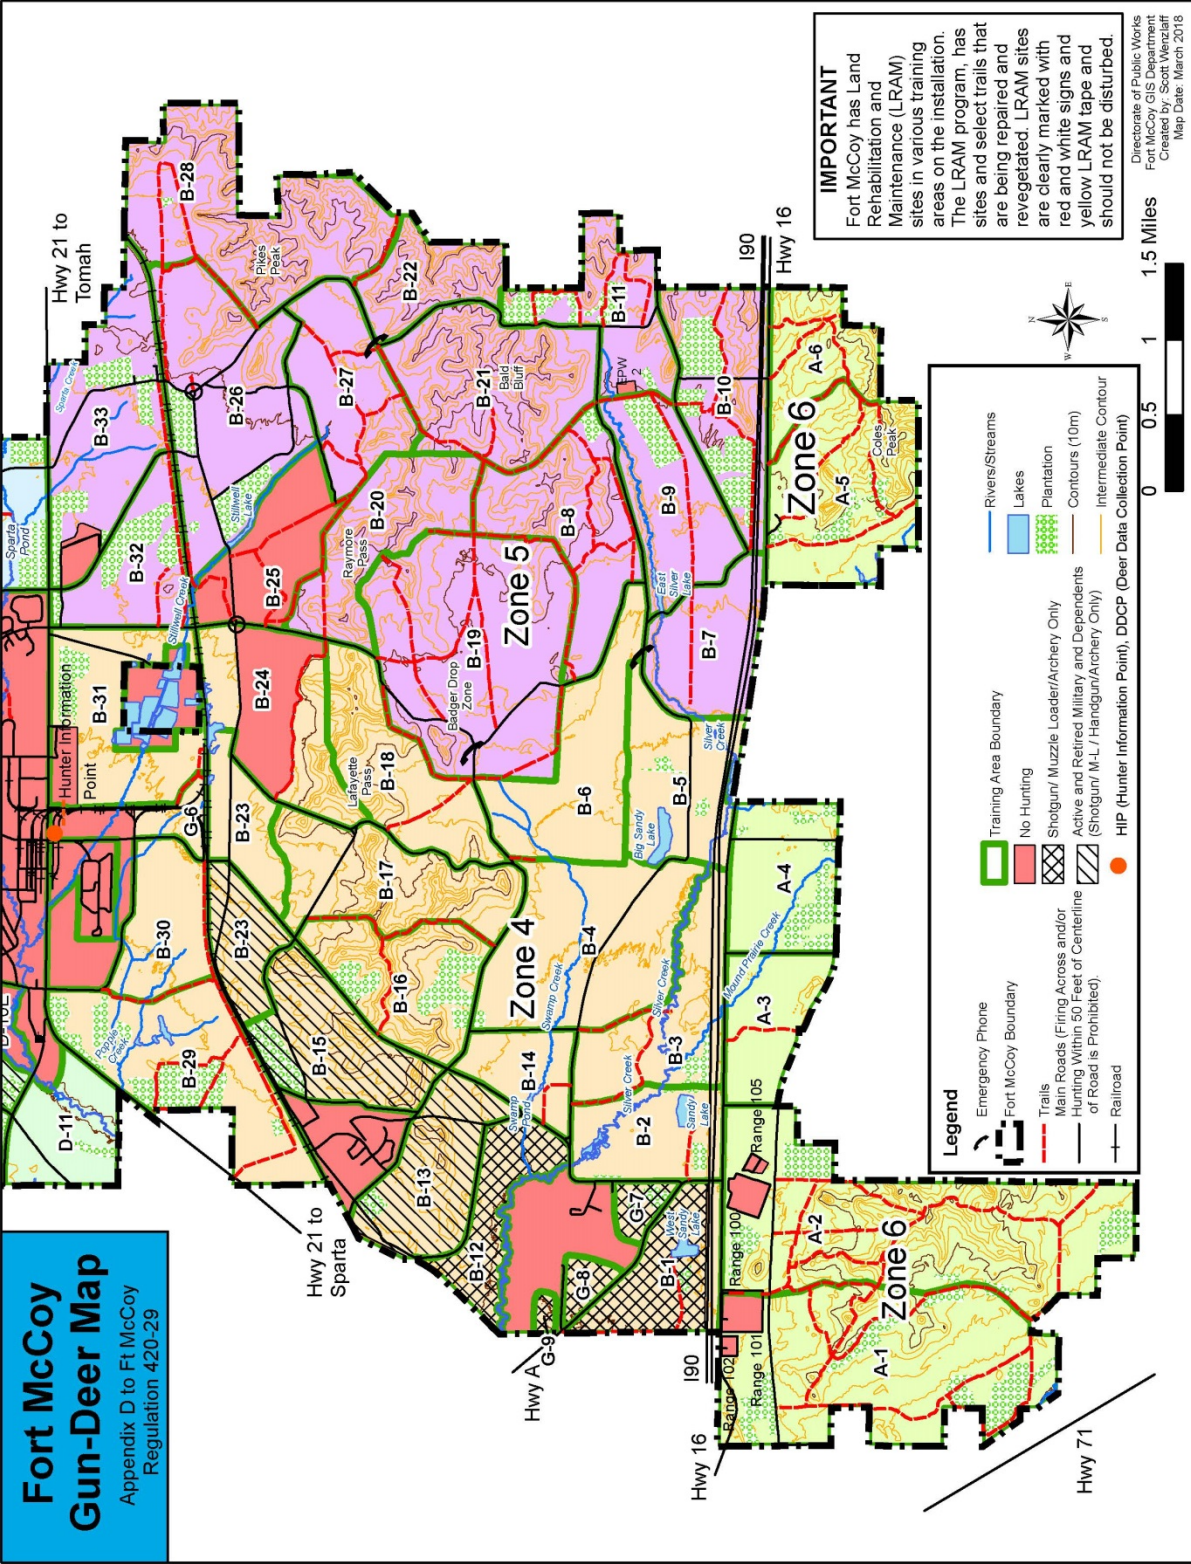 Fort McCoy
Gun-Deer Map
Appendix D to Ft McCoy
Regulation 420-29
Hwy 21 to
Sparta
Hwy 21 to
Tomah
Hunter Information
Point
D-11
B-29
B-30
B-31
B-32
B-33
G-6
B-23
B-23
B-24
B-25
B-26
B-27
B-28
B-22
B-21
B-20
B-19
B-18
B-17
B-16
B-15
B-14
B-13
B-12
B-11
B-10
B-9
B-8
B-7
B-6
B-5
B-4
B-3
B-2
B-1
G-7
G-8
G-9
A-1
A-2
A-3
A-4
A-5
A-6
Zone 4
Zone 5
Zone 6
Zone 6
Sparta
Pond
Sparta Creek
Stillwell Creek
Stillwell
Lake
Popple
Creek
Pikes
Peak
Raymore
Pass
Lafayette
Pass
Badger Drop
Zone
Bald
Bluff
EPW
2
East
Silver
Lake
Silver
Creek
Big Sandy
Lake
Swamp Creek
Silver Creek
Silver Creek
Swamp
Pond
Sandy
Lake
West
Sandy
Lake
Mound Prairie Creek
Coles
Peak
Range 100
Range 101
Range 102
Range 105
Hwy A
I90
Hwy 16
I90
Hwy 16
Hwy 71
IMPORTANT
Fort McCoy has Land
Rehabilitation and
Maintenance (LRAM)
sites in various training
areas on the installation.
The LRAM program, has
sites and select trails that
are being repaired and
revegetated. LRAM sites
are clearly marked with
red and white signs and
yellow LRAM tape and
should not be disturbed.
Directorate of Public Works
Fort McCoy GIS Department
Created by: Scott Wenzlaff
Map Date: March 2018
N
E
S
W
0 0.5 1 1.5 Miles
Legend
Emergency Phone
Fort McCoy Boundary
Trails
Main Roads (Firing Across and/or
Hunting Within 50 Feet of Centerline
of Road is Prohibited).
Railroad
Training Area Boundary
No Hunting
Shotgun/ Muzzle Loader/Archery Only
Active and Retired Military and Dependents
(Shotgun/ M-L / Handgun/Archery Only)
HIP (Hunter Information Point), DDCP (Deer Data Collection Point)
Rivers/Streams
Lakes
Plantation
Contours (10m)
Intermediate Contour